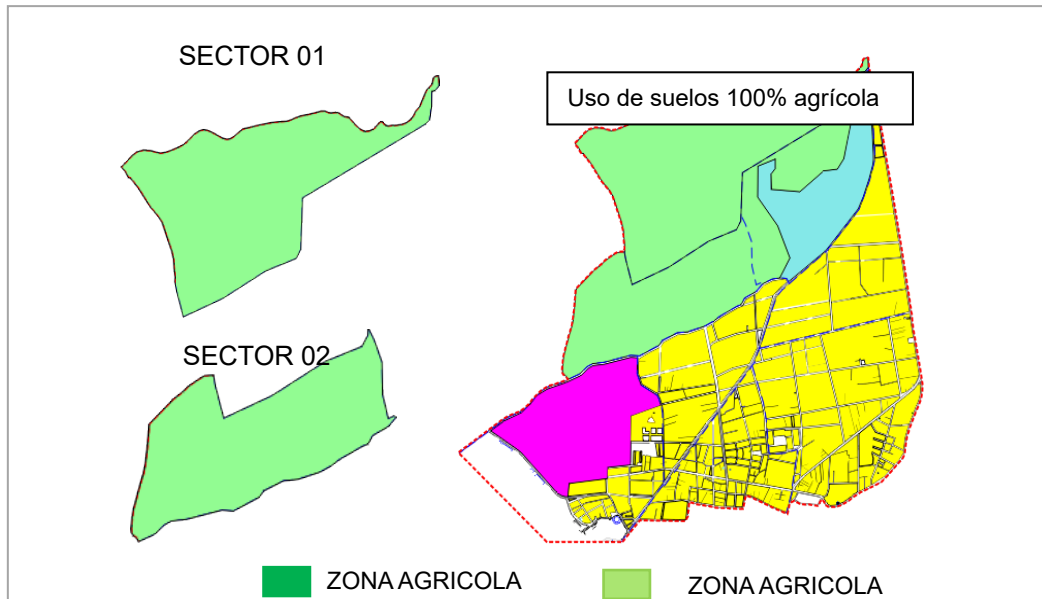 SECTOR 01
Uso de suelos 100% agrícola
SECTOR 02
ZONA AGRICOLA
ZONA AGRICOLA